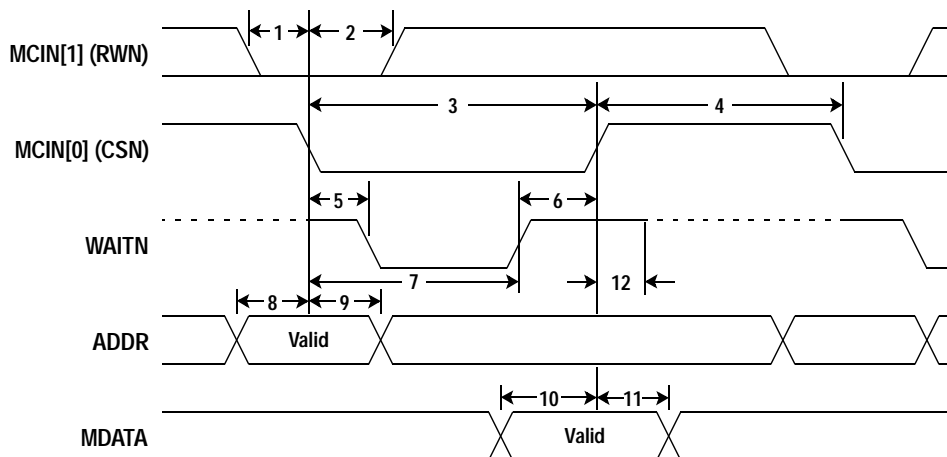 MCIN[1] (RWN)
1
2
3
4
MCIN[0] (CSN)
5
6
WAITN
7
12
8
9
ADDR
Valid
10
11
MDATA
Valid